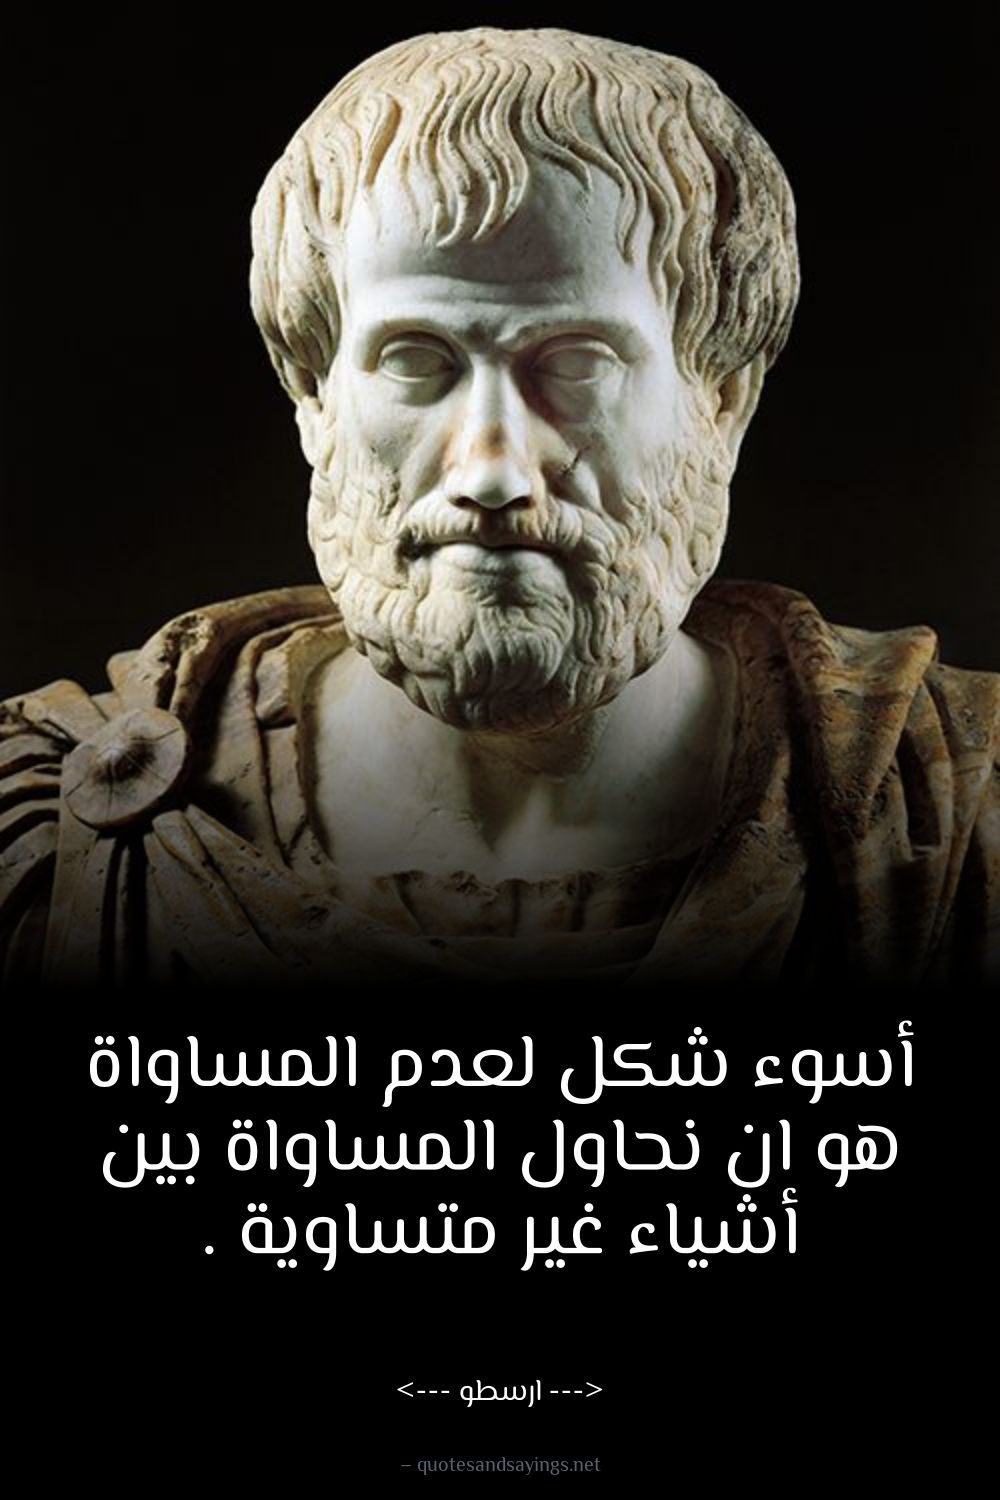 أسوء شكل لعدم المساواة
هو ان نحاول المساواة بين
أشياء غير متساوية .
<--- ارسطو --->
– quotesandsayings.net